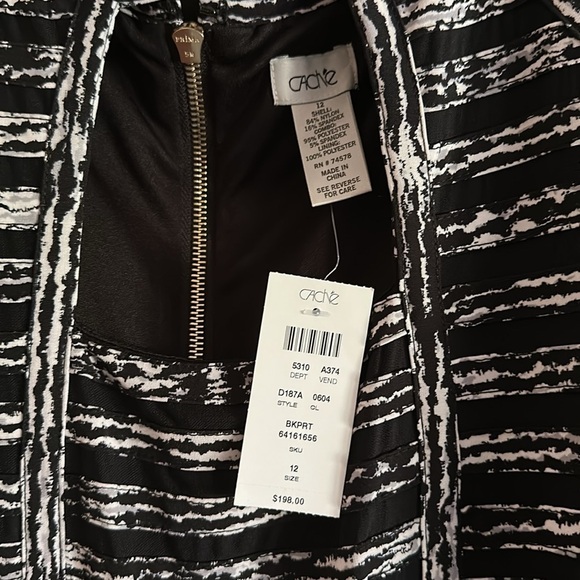 CACHE
12
SHELL:
84% NYLON
16% SPANDEX
COMBO:
95% POLYESTER
5% SPANDEX
LINING:
100% POLYESTER
RN # 74578
MADE IN
CHINA
SEE REVERSE
FOR CARE
CACHE
5310 A374
DEPT VEND
D187A 0604
STYLE CL
BKPRT
64161656
SKU
12
SIZE
$198.00